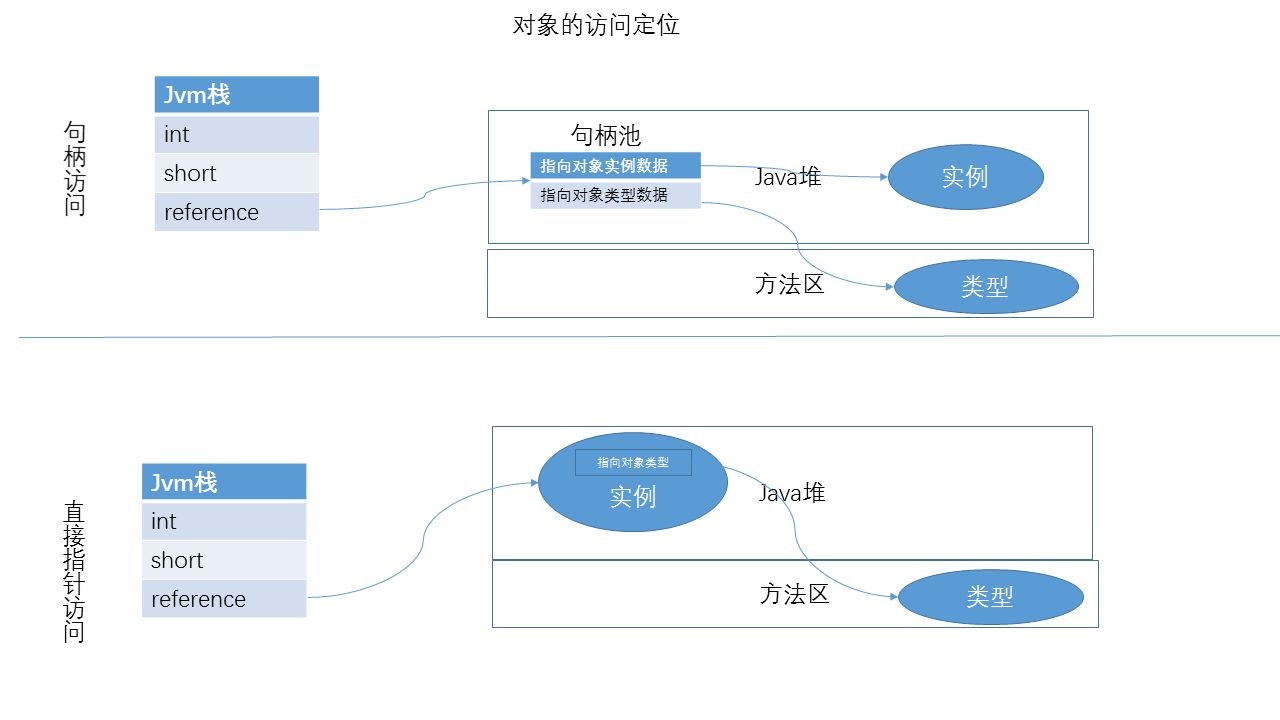 对象的访问定位
句柄访问
Jvm栈
int
short
reference
句柄池
指向对象实例数据
指向对象类型数据
Java堆
实例
方法区
类型
直接指针访问
Jvm栈
int
short
reference
指向对象类型
实例
Java堆
方法区
类型